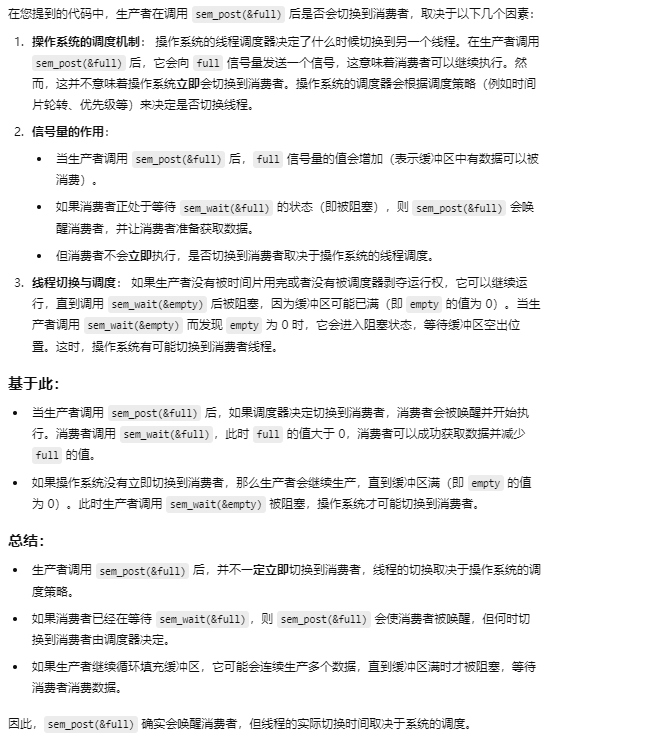 在您提到的代码中，生产者在调用 sem_post(&full) 后是否会切换到消费者，取决于以下几个因素：
1. 操作系统的调度机制： 操作系统的线程调度器决定了什么时候切换到另一个线程。在生产者调用
sem_post(&full) 后，它会向 full 信号量发送一个信号，这意味着消费者可以继续执行。然
而，这并不意味着操作系统立即会切换到消费者。操作系统的调度器会根据调度策略（例如时间
片轮转、优先级等）来决定是否切换线程。
2. 信号量的作用：
• 当生产者调用 sem_post(&full) 后，full 信号量的值会增加（表示缓冲区中有数据可以被
消费）。
• 如果消费者正处于等待 sem_wait(&full) 的状态（即被阻塞），则 sem_post(&full) 会唤
醒消费者，并让消费者准备获取数据。
• 但消费者不会立即执行，是否切换到消费者取决于操作系统的线程调度。
3. 线程切换与调度： 如果生产者没有被时间片用完或者没有被调度器剥夺运行权，它可以继续运
行，直到调用 sem_wait(&empty) 后被阻塞，因为缓冲区可能已满（即 empty 的值为 0）。当生
产者调用 sem_wait(&empty) 而发现 empty 为 0 时，它会进入阻塞状态，等待缓冲区空出位
置。这时，操作系统有可能切换到消费者线程。
基于此：
• 当生产者调用 sem_post(&full) 后，如果调度器决定切换到消费者，消费者会被唤醒并开始执
行。消费者调用 sem_wait(&full)，此时 full 的值大于 0，消费者可以成功获取数据并减少
full 的值。
• 如果操作系统没有立即切换到消费者，那么生产者会继续生产，直到缓冲区满（即 empty 的值
为 0）。此时生产者调用 sem_wait(&empty) 被阻塞，操作系统才可能切换到消费者。
总结：
• 生产者调用 sem_post(&full) 后，并不一定立即切换到消费者，线程的切换取决于操作系统的调
度策略。
• 如果消费者已经在等待 sem_wait(&full)，则 sem_post(&full) 会使消费者被唤醒，但何时切
换到消费者由调度器决定。
• 如果生产者继续循环填充缓冲区，它可能会连续生产多个数据，直到缓冲区满时才被阻塞，等待
消费者消费数据。
因此，sem_post(&full) 确实会唤醒消费者，但线程的实际切换时间取决于系统的调度。